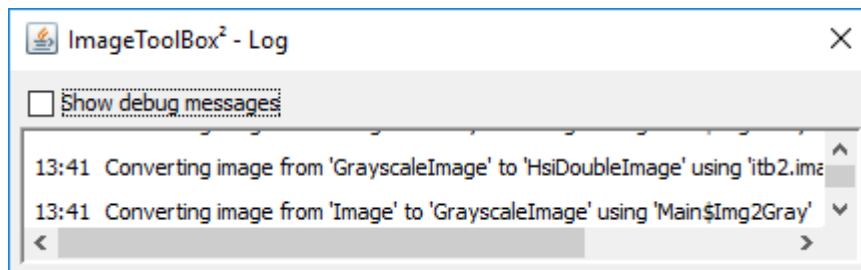 ImageToolBox² - Log
Show debug messages
13:41 Converting image from 'GrayscaleImage' to 'HsiDoubleImage' using 'itb2.ima
13:41 Converting image from 'Image' to 'GrayscaleImage' using 'Main$Img2Gray'